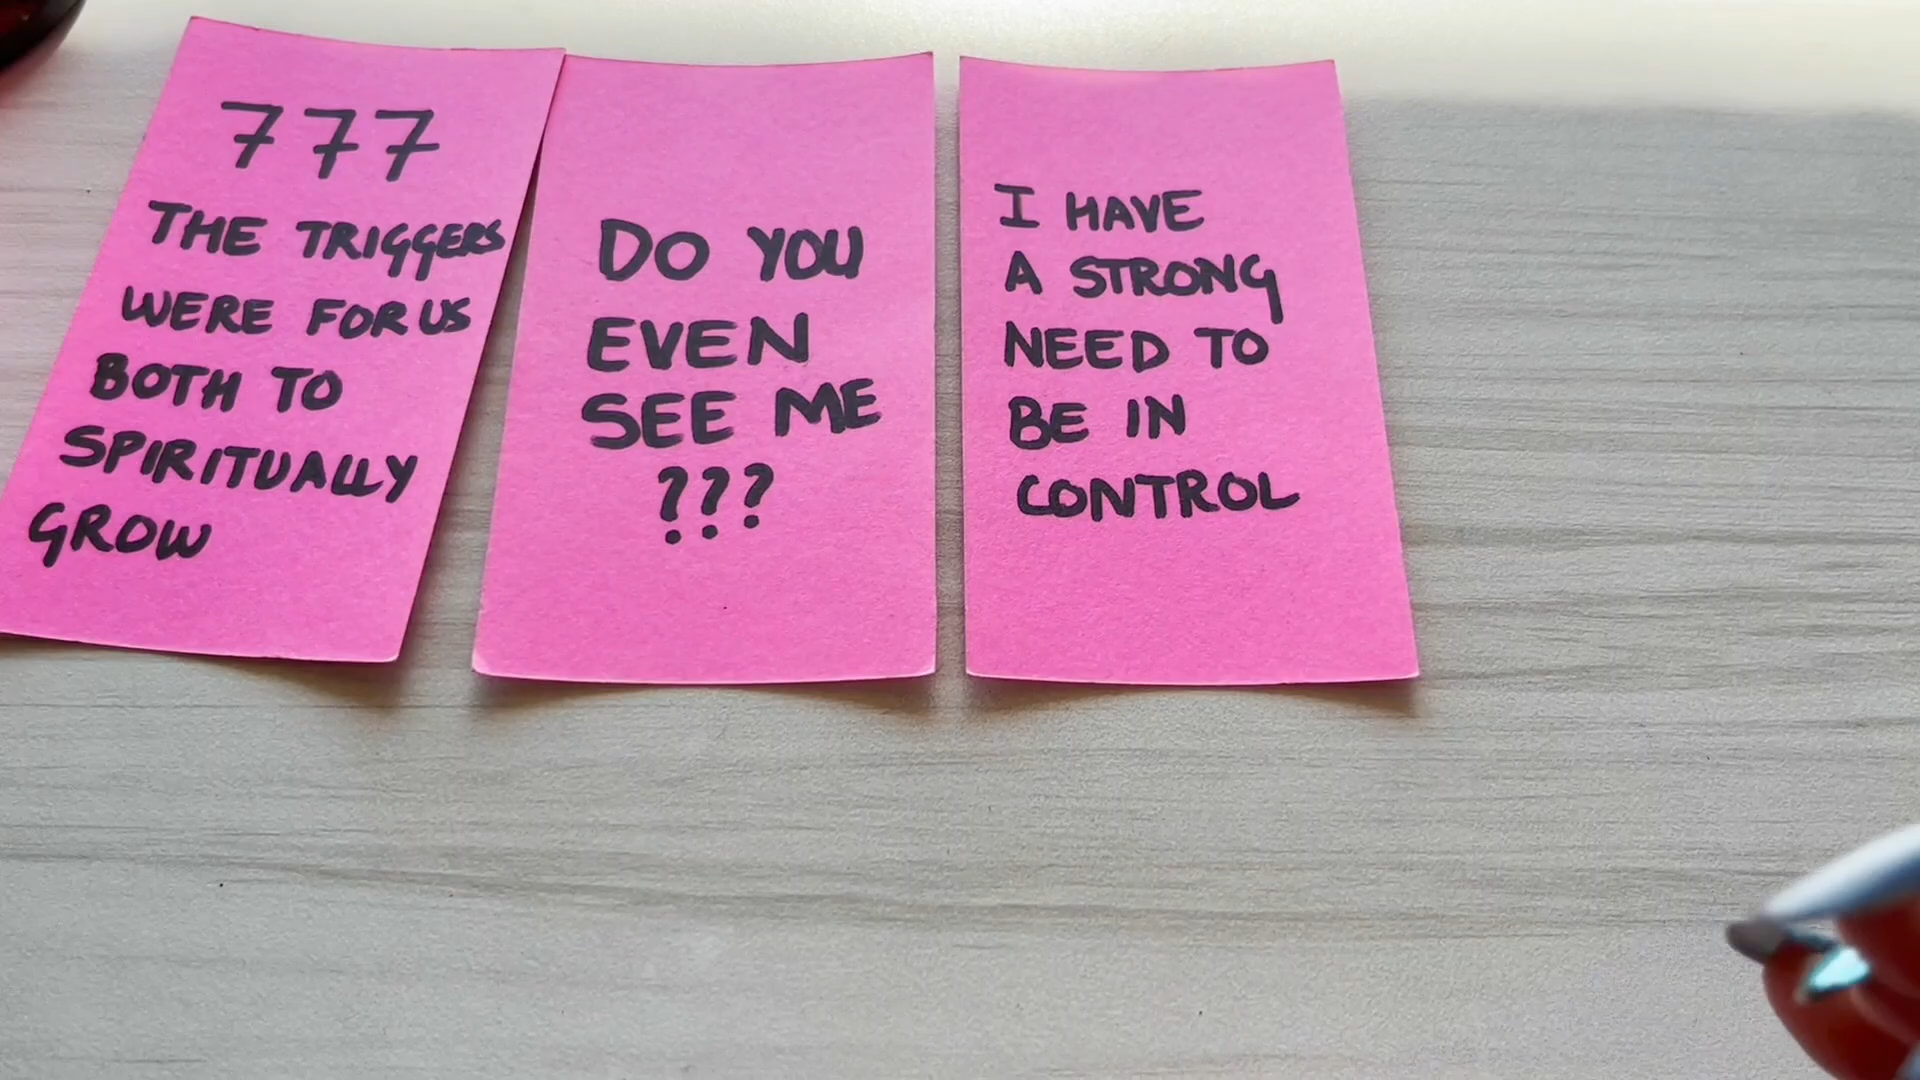 777
THE TRIGGERS
WERE FOR US
BOTH TO
SPIRITUALLY
GROW
DO YOU
EVEN
SEE ME
???
I HAVE
A STRONG
NEED TO
BE IN
CONTROL